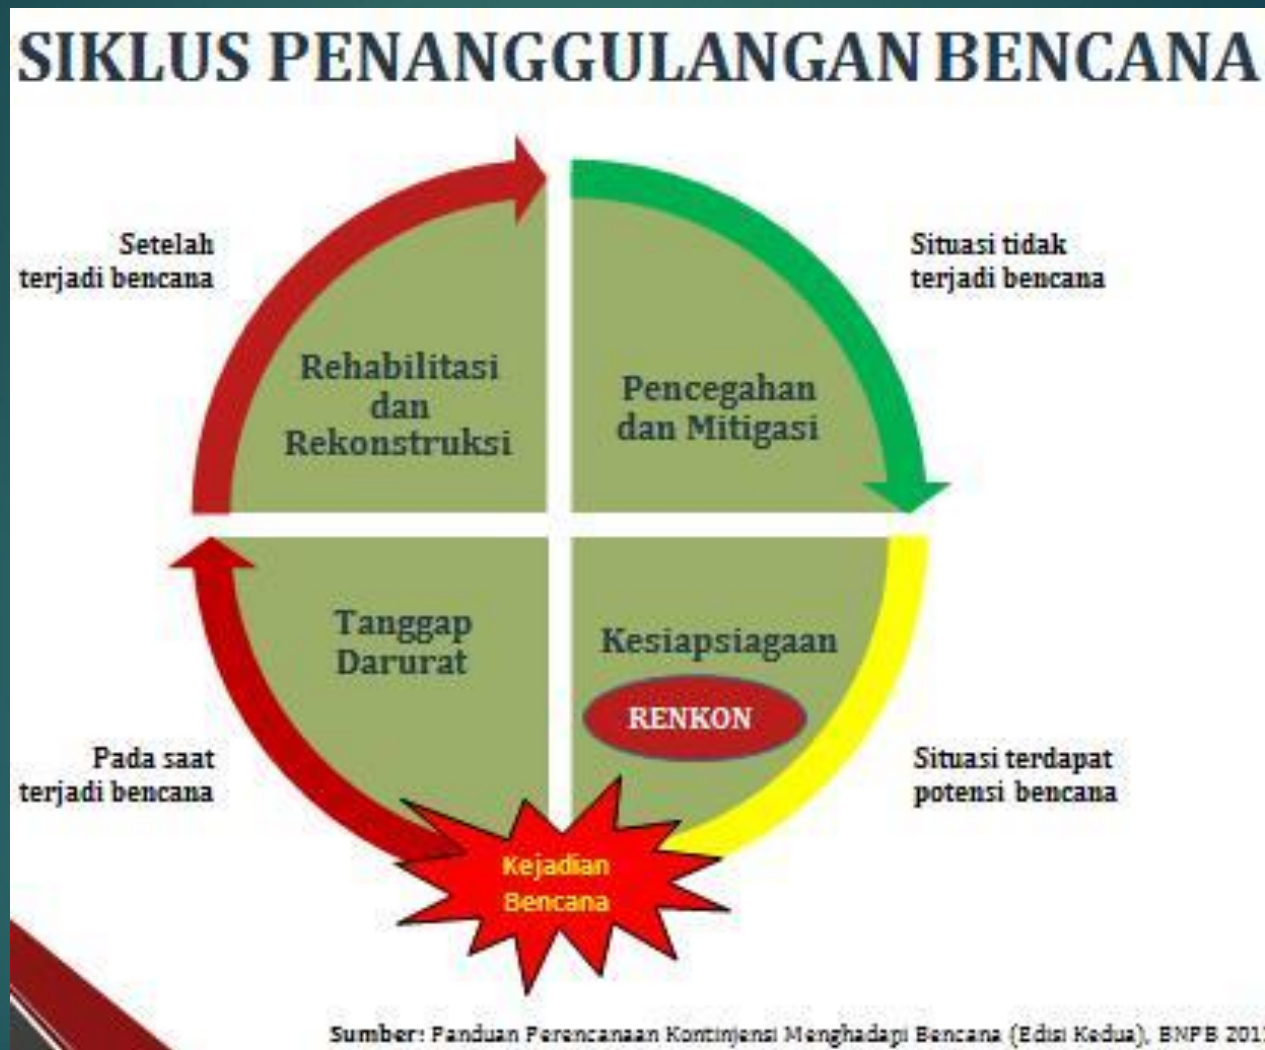 SIKLUS PENANGGULANGAN BENCANA
Setelah
terjadi bencana
Situasi tidak
terjadi bencana
Rehabilitasi
dan
Rekonstruksi
Pencegahan
dan Mitigasi
Tanggap
Darurat
Kesiapsiagaan
RENKON
Pada saat
terjadi bencana
Situasi terdapat
potensi bencana
Kejadian
Bencana
Sumber: Panduan Perencanaan Kontinjensi Menghadapi Bencana (Edisi Kedua), BNPB